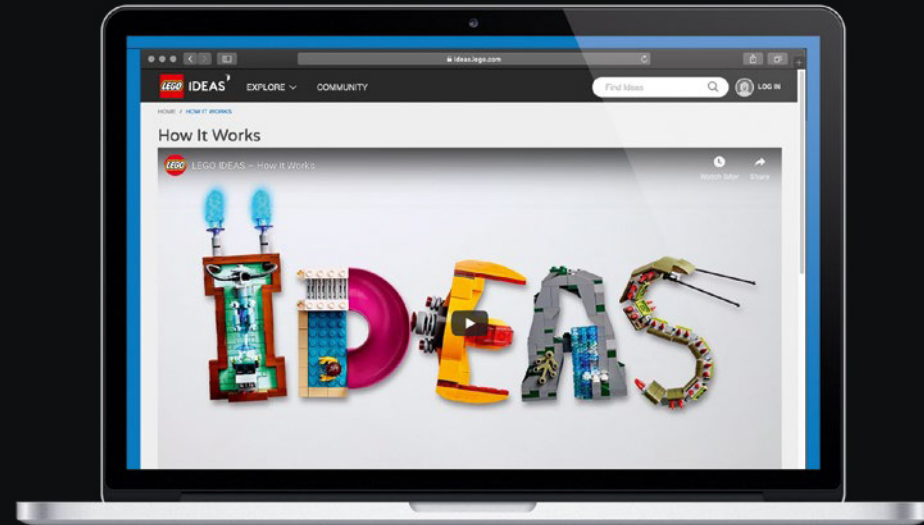 ideas.lego.com
LEGO IDEAS EXPLORE COMMUNITY Find Ideas LOG IN
HOME / HOW IT WORKS
How It Works
LEGO LEGO IDEAS – How It Works
Watch later Share
IDEAS